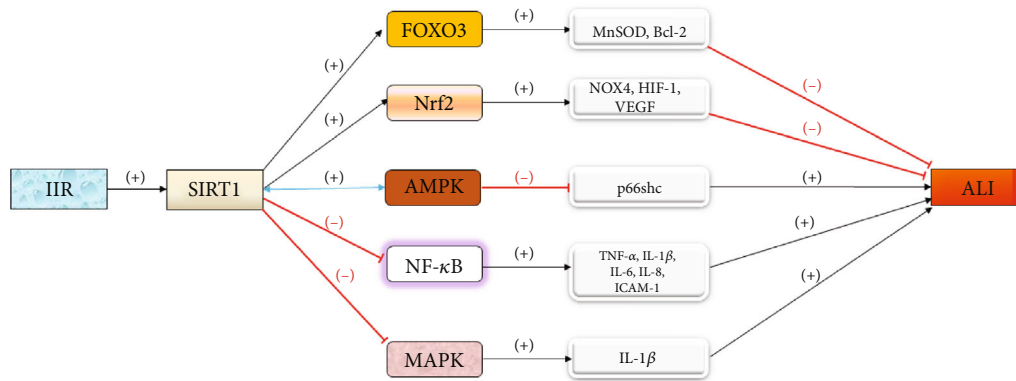 IIR
(+)
SIRT1
(+)
(+)
(+)
(−)
(−)
FOXO3
(+)
MnSOD, Bcl-2
(−)
Nrf2
(+)
NOX4, HIF-1,
VEGF
(−)
AMPK
(−)
p66shc
(+)
NF-κB
(+)
TNF-α, IL-1β,
IL-6, IL-8,
ICAM-1
(+)
MAPK
(+)
IL-1β
(+)
ALI